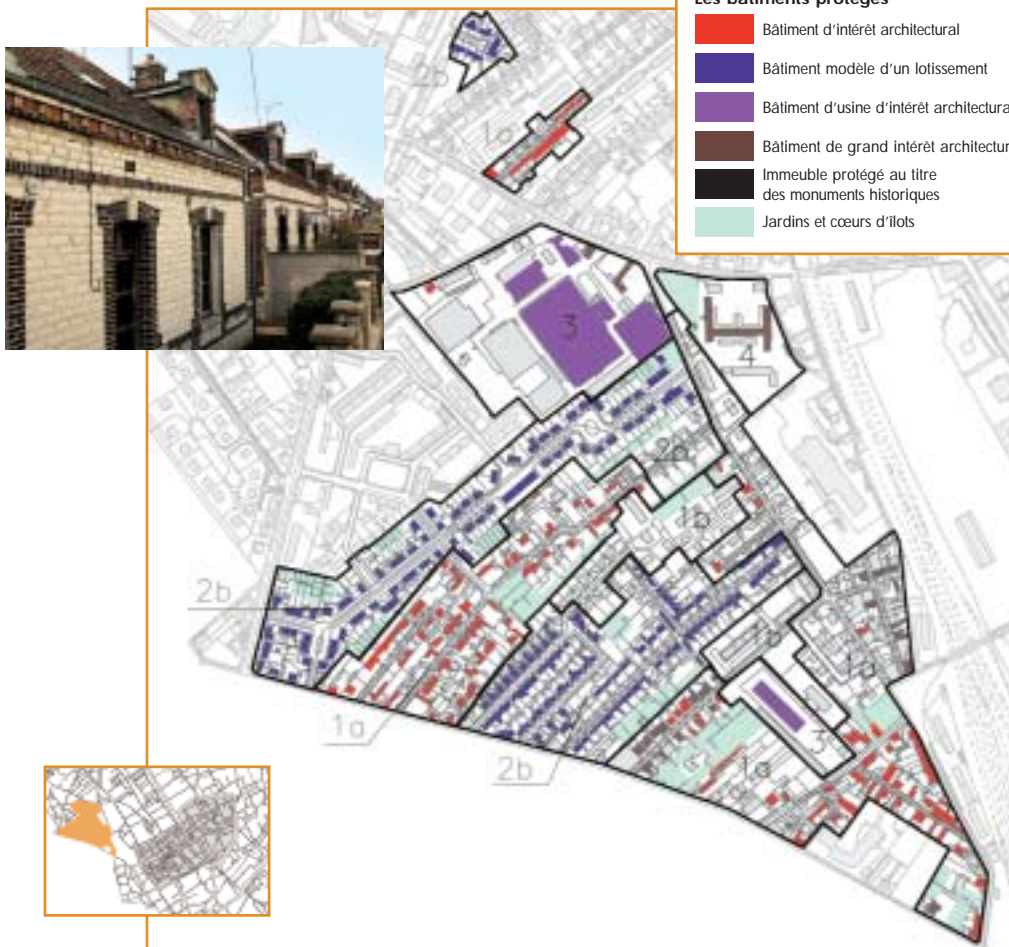 Les bâtiments protégés
Bâtiment d'intérêt architectural
Bâtiment modèle d'un lotissement
Bâtiment d'usine d'intérêt architectura
Bâtiment de grand intérêt architectur
Immeuble protégé au titre
des monuments historiques
Jardins et cœurs d'îlots
2b
1a
3
4
2b
1b
2b
1b
1a
1a
3
2b
1a